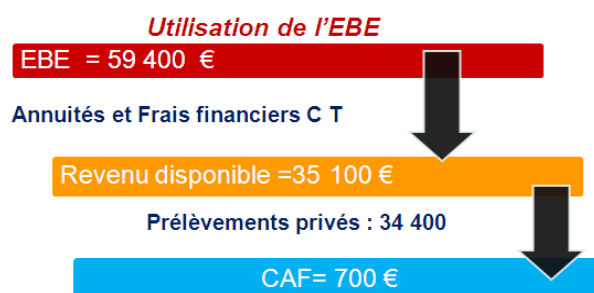 Utilisation de l’EBE
EBE = 59 400 €
Annuités et Frais financiers C T
Revenu disponible =35 100 €
Prélèvements privés : 34 400
CAF= 700 €